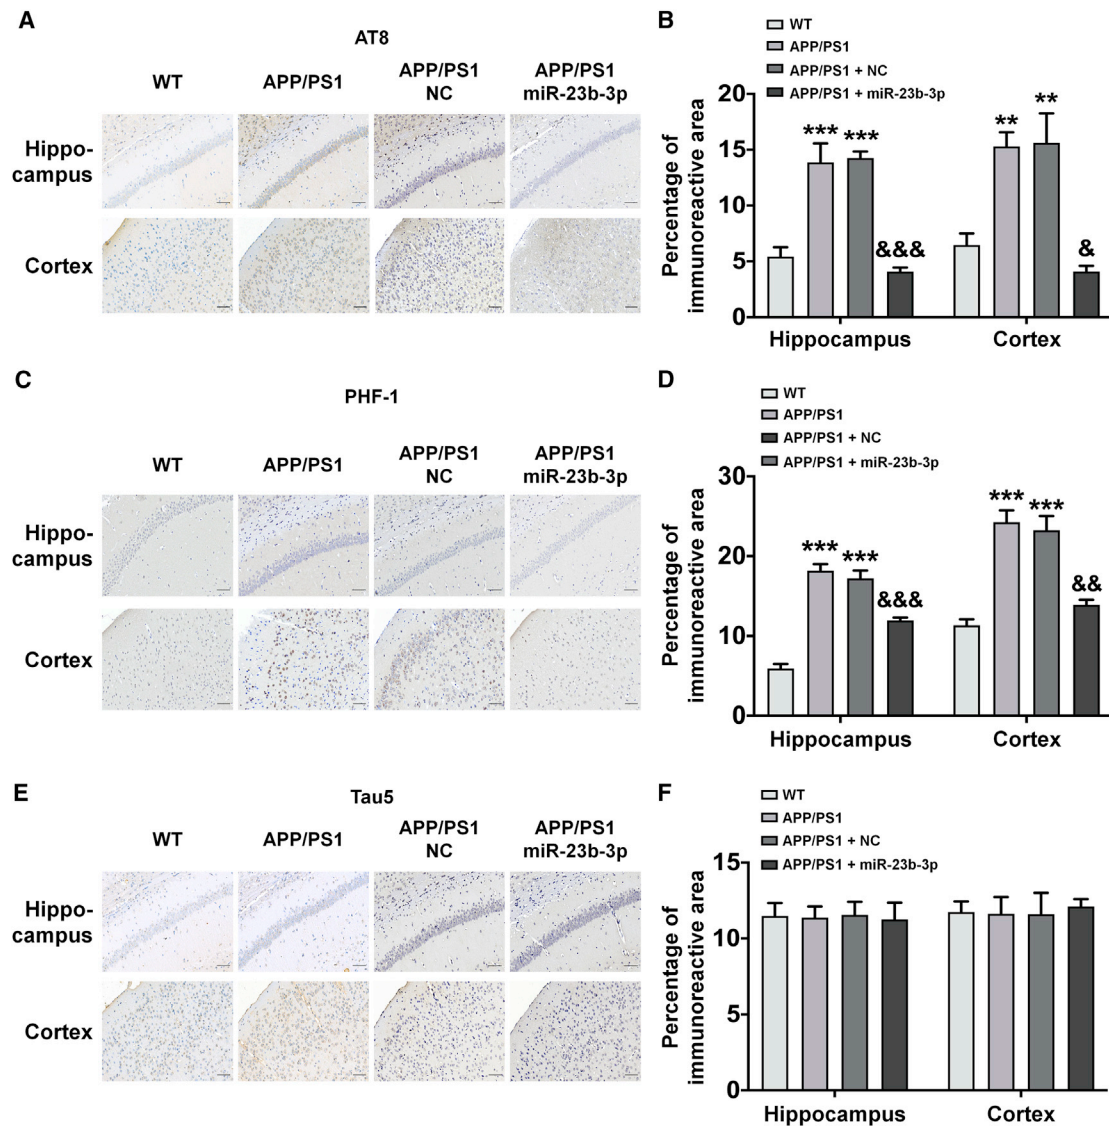 A
AT8
WT
APP/PS1
APP/PS1
NC
APP/PS1
miR-23b-3p
Hippo-
campus
Cortex
B
WT
APP/PS1
APP/PS1 + NC
APP/PS1 + miR-23b-3p
Percentage of
immunoreactive area
20
15
10
5
0
***
***
&&&
**
**
&
Hippocampus
Cortex
C
PHF-1
WT
APP/PS1
APP/PS1
NC
APP/PS1
miR-23b-3p
Hippo-
campus
Cortex
D
WT
APP/PS1
APP/PS1 + NC
APP/PS1 + miR-23b-3p
Percentage of
immunoreactive area
30
20
10
0
***
***
&&&
***
***
&&
Hippocampus
Cortex
E
Tau5
WT
APP/PS1
APP/PS1
NC
APP/PS1
miR-23b-3p
Hippo-
campus
Cortex
F
WT
APP/PS1
APP/PS1 + NC
APP/PS1 + miR-23b-3p
Percentage of
immunoreactive area
15
10
5
0
Hippocampus
Cortex